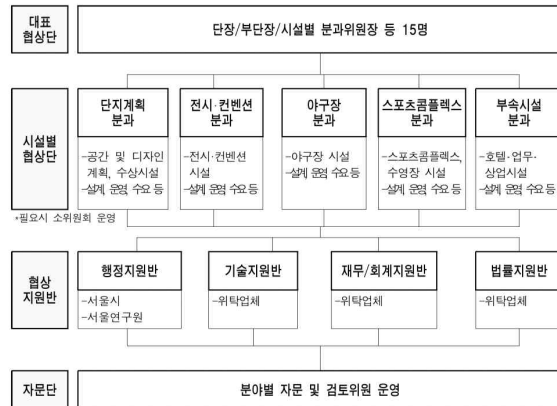 대표
협상단
단장/부단장/시설별 분과위원장 등 15명
시설별
협상단
단지계획
분과
-공간 및 디자인
계획, 수상시설
-설계, 운영, 수요 등
전시·컨벤션
분과
-전시·컨벤션
시설
-설계, 운영, 수요 등
야구장
분과
-야구장 시설
-설계, 운영, 수요 등
스포츠콤플렉스
분과
-스포츠콤플렉스,
수영장 시설
-설계, 운영, 수요 등
부속시설
분과
-호텔·업무·
상업시설
-설계, 운영, 수요 등
*필요시 소위원회 운영
협상
지원반
행정지원반
-서울시
-서울연구원
기술지원반
-위탁업체
재무/회계지원반
-위탁업체
법률지원반
-위탁업체
자문단
분야별 자문 및 검토위원 운영